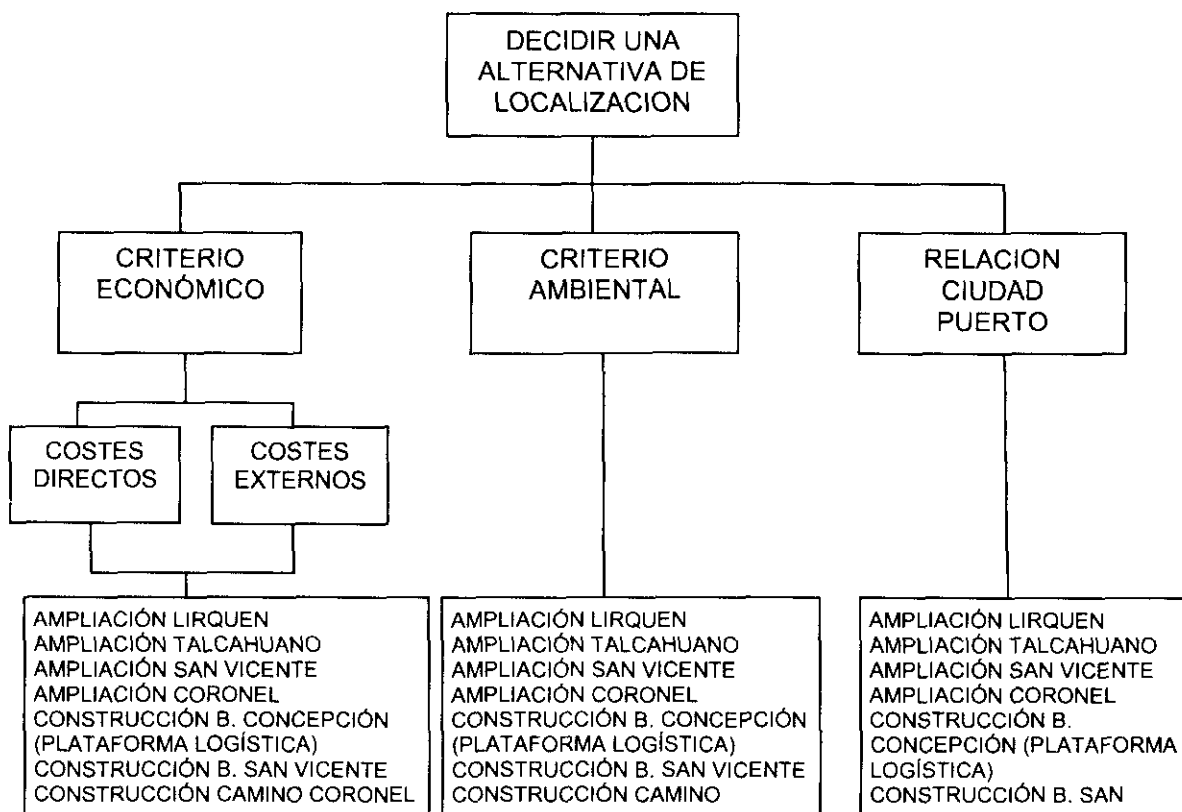 DECIDIR UNA
ALTERNATIVA DE
LOCALIZACION
CRITERIO
ECONÓMICO
CRITERIO
AMBIENTAL
RELACION
CIUDAD
PUERTO
COSTES
DIRECTOS
COSTES
EXTERNOS
AMPLIACIÓN LIRQUEN
AMPLIACIÓN TALCAHUANO
AMPLIACIÓN SAN VICENTE
AMPLIACIÓN CORONEL
CONSTRUCCIÓN B. CONCEPCIÓN
(PLATAFORMA LOGÍSTICA)
CONSTRUCCIÓN B. SAN VICENTE
CONSTRUCCIÓN CAMINO CORONEL
AMPLIACIÓN LIRQUEN
AMPLIACIÓN TALCAHUANO
AMPLIACIÓN SAN VICENTE
AMPLIACIÓN CORONEL
CONSTRUCCIÓN B. CONCEPCIÓN
(PLATAFORMA LOGÍSTICA)
CONSTRUCCIÓN B. SAN VICENTE
CONSTRUCCIÓN CAMINO
AMPLIACIÓN LIRQUEN
AMPLIACIÓN TALCAHUANO
AMPLIACIÓN SAN VICENTE
AMPLIACIÓN CORONEL
CONSTRUCCIÓN B.
CONCEPCIÓN (PLATAFORMA
LOGÍSTICA)
CONSTRUCCIÓN B. SAN